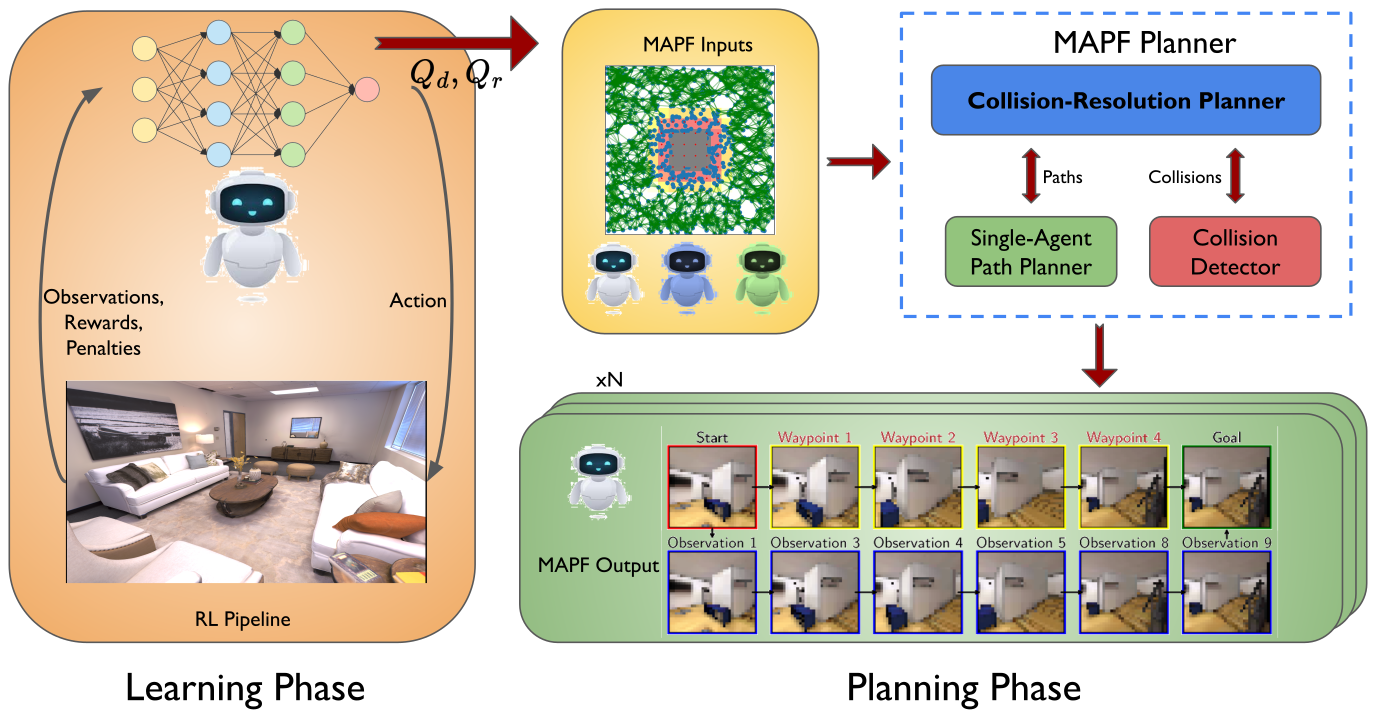 Q_d, Q_r
Observations,
Rewards,
Penalties
Action
RL Pipeline
Learning Phase
MAPF Inputs
MAPF Planner
Collision-Resolution Planner
Paths
Collisions
Single-Agent
Path Planner
Collision
Detector
xN
Start
Waypoint 1
Waypoint 2
Waypoint 3
Waypoint 4
Goal
MAPF Output
Observation 1
Observation 3
Observation 4
Observation 5
Observation 8
Observation 9
Planning Phase